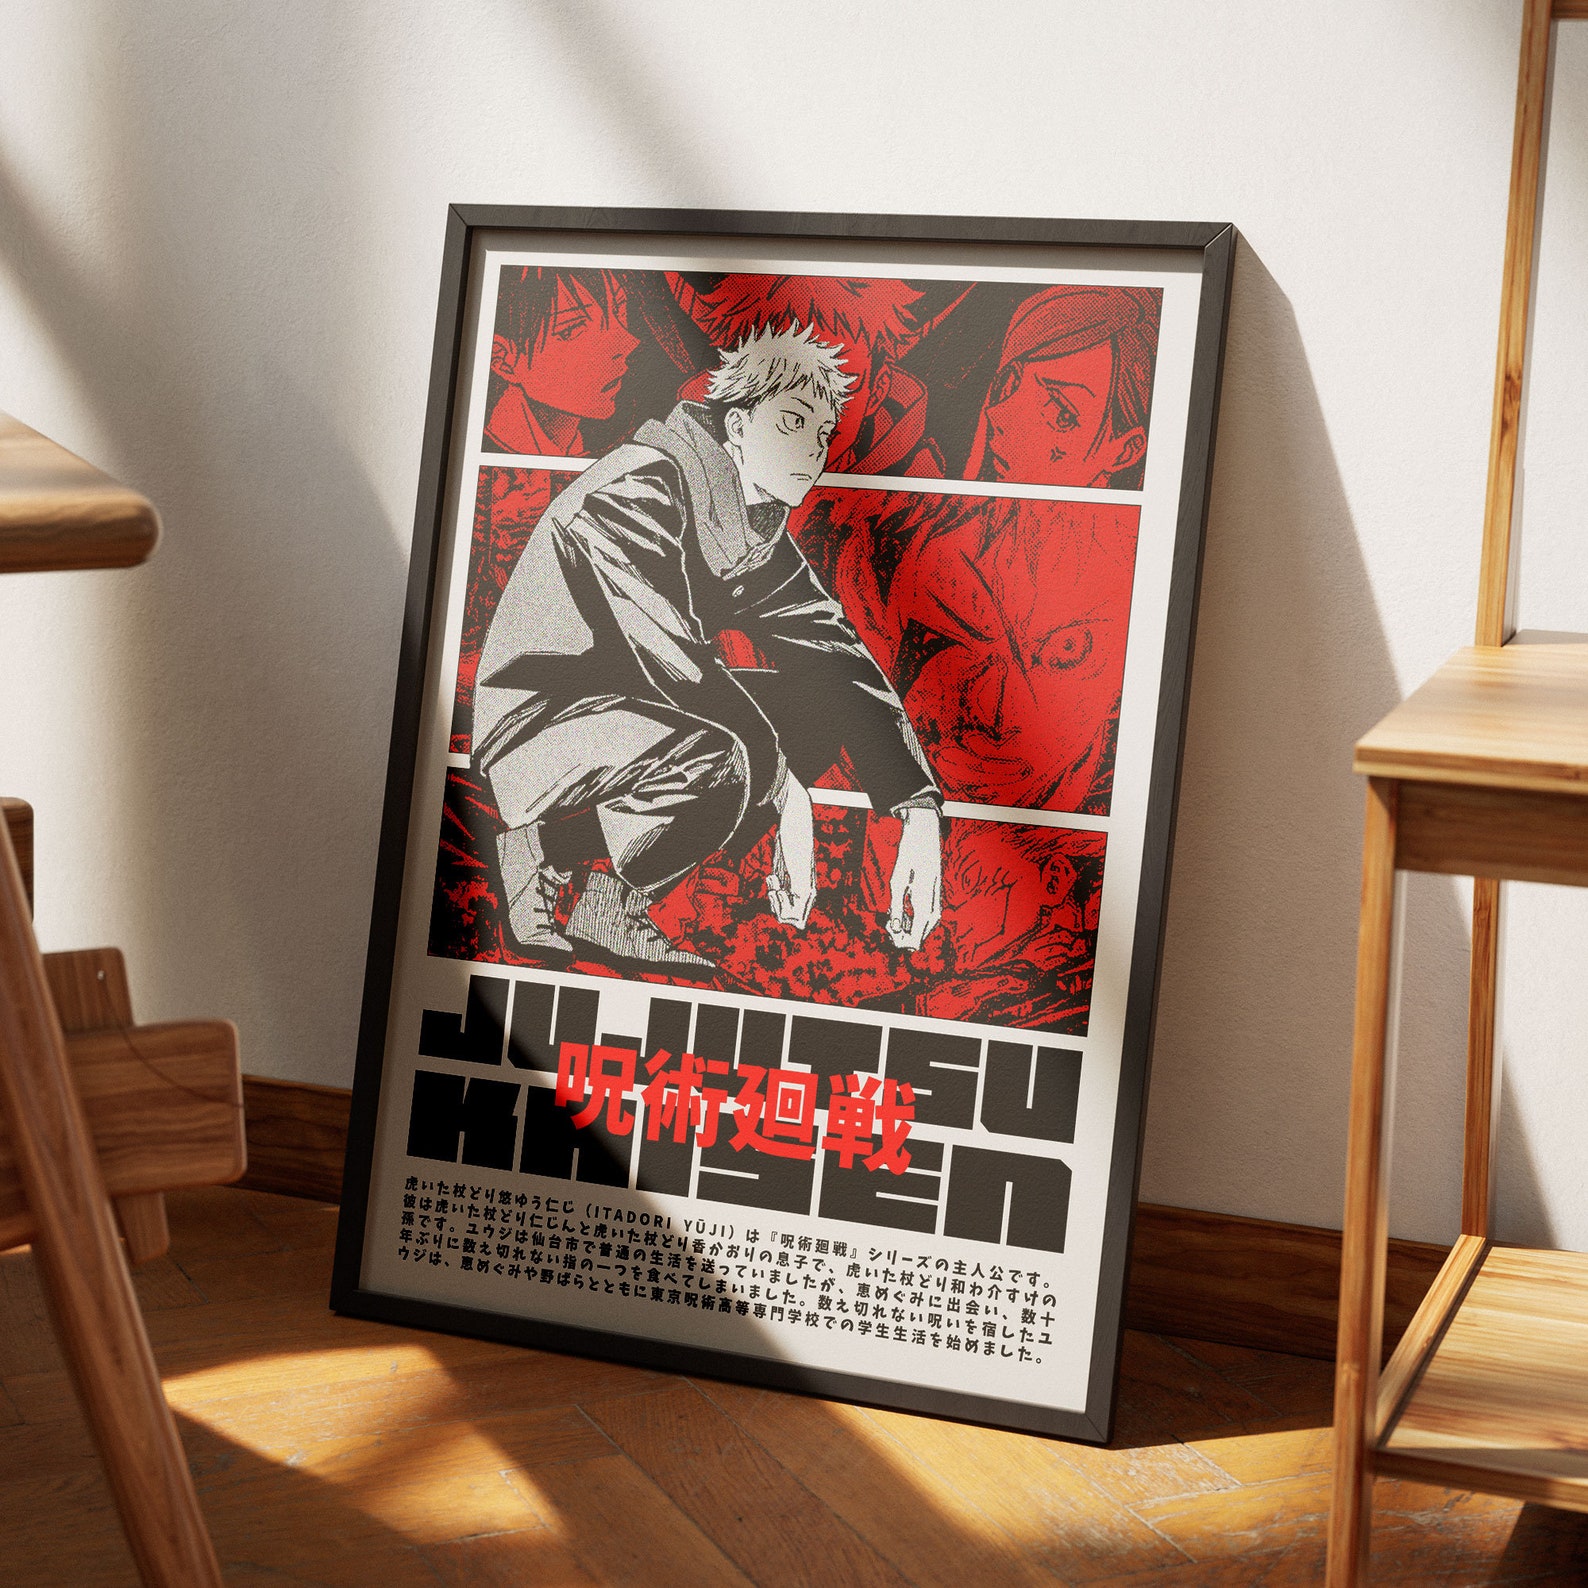 JUJUTSU
KAISEN
呪術廻戦
虎いた杖どり悠ゆう仁じ（ITADORI YŪJI）は『呪術廻戦』シリーズの主人公です。
彼は虎いた杖どり仁じんと虎いた杖どり香かおりの息子で、虎いた杖どり和わ介すけの
孫です。ユウジは仙台市で普通の生活を送っていましたが、恵めぐみに出会い、数十
年ぶりに数え切れない指の一つを食べてしまいました。数え切れない呪いを宿したユ
ウジは、恵めぐみや野ばらとともに東京呪術高等専門学校での学生生活を始めました。